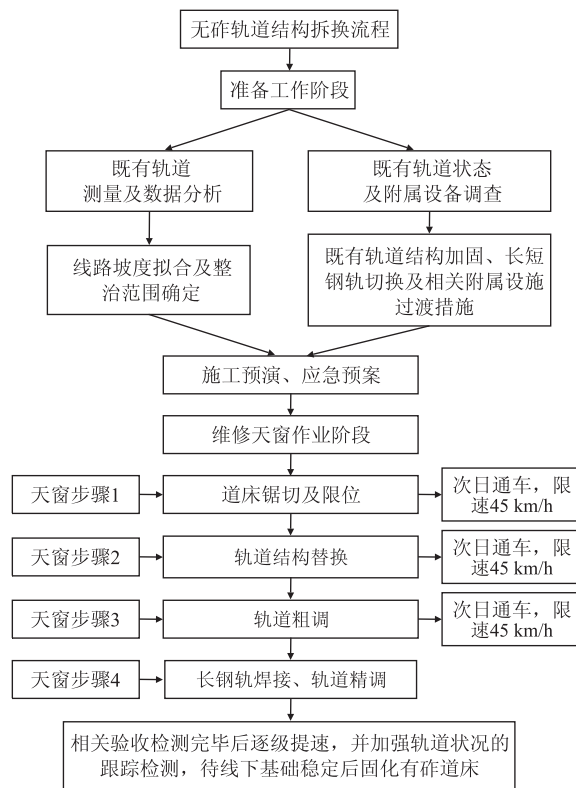 无砟轨道结构拆换流程
准备工作阶段
既有轨道
测量及数据分析
既有轨道状态
及附属设备调查
线路坡度拟合及整
治范围确定
既有轨道结构加固、长短
钢轨切换及相关附属设施
过渡措施
施工预演、应急预案
维修天窗作业阶段
天窗步骤1
道床锯切及限位
次日通车，限
速45 km/h
天窗步骤2
轨道结构替换
次日通车，限
速45 km/h
天窗步骤3
轨道粗调
次日通车，限
速45 km/h
天窗步骤4
长钢轨焊接、轨道精调
相关验收检测完毕后逐级提速，并加强轨道状况的
跟踪检测，待线下基础稳定后固化有砟道床